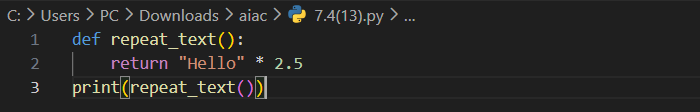 C: > Users > PC > Downloads > aiac > 7.4(13).py > ...
1 def repeat_text():
2     return "Hello" * 2.5
3 print(repeat_text())